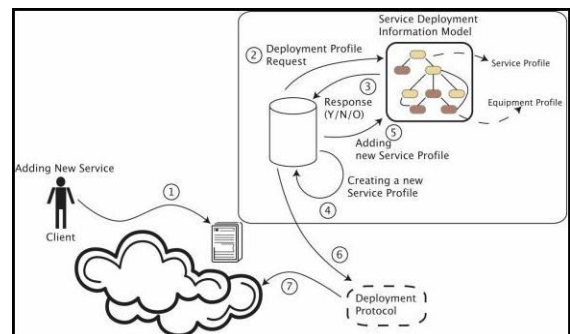 Service Deployment
Information Model
② Deployment Profile
Request
Service Profile
③
Response
(Y/N/O)
Equipment Profile
⑤
Adding
new Service Profile
Adding New Service
①
Creating a new
Service Profile
④
Client
⑥
⑦
Deployment
Protocol